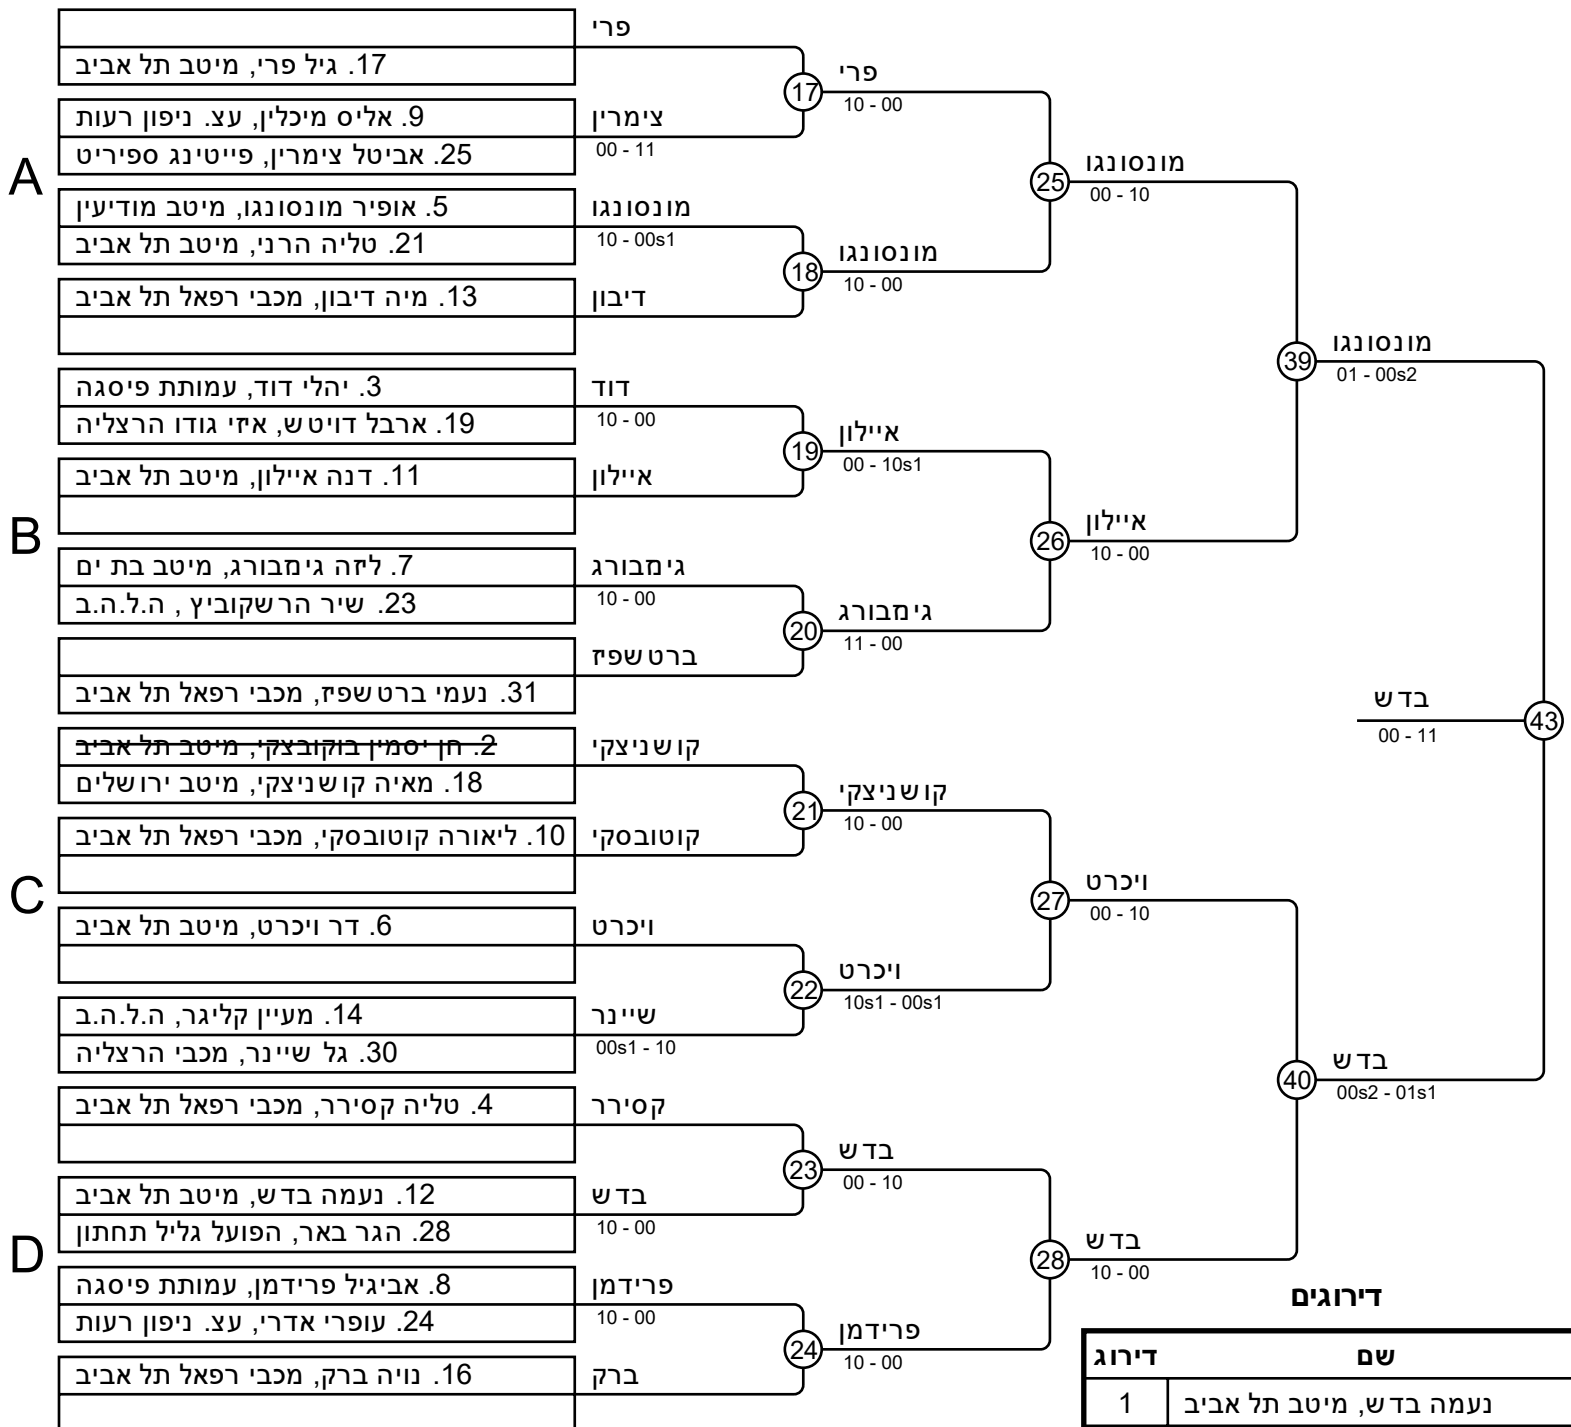 A
17. גיל פרי, מיטב תל אביב
9. אליס מיכלין, עצ. ניפון רעות
25. אביטל צימרין, פייטינג ספיריט
5. אופיר מונסונגו, מיטב מודיעין
21. טליה הרני, מיטב תל אביב
13. מיה דיבון, מכבי רפאל תל אביב
B
3. יהלי דוד, עמותת פיסגה
19. ארבל דויטש, איזי גודו הרצליה
11. דנה איילון, מיטב תל אביב
7. ליזה גינזבורג, מיטב בת ים
23. שיר הרשקוביץ , ה.ל.ה.ב
31. נעמי ברטשפיז, מכבי רפאל תל אביב
C
2. חן יסמין בוקובצקי, מיטב תל אביב
18. מאיה קושניצקי, מיטב ירושלים
10. ליאורה קוטובסקי, מכבי רפאל תל אביב
6. דר ויכרט, מיטב תל אביב
14. מעיין קליגר, ה.ל.ה.ב
30. גל שיינר, מכבי הרצליה
D
4. טליה קסירר, מכבי רפאל תל אביב
12. נעמה בדש, מיטב תל אביב
28. הגר באר, הפועל גליל תחתון
8. אביגיל פרידמן, עמותת פיסגה
24. עופרי אדרי, עצ. ניפון רעות
16. נויה ברק, מכבי רפאל תל אביב
פרי
צימרין
00 - 11
מונסונגו
10 - 00s1
דיבון
דוד
10 - 00
איילון
גינזבורג
10 - 00
ברטשפיז
קושניצקי
קוטובסקי
ויכרט
שיינר
00s1 - 10
קסירר
בדש
10 - 00
פרידמן
10 - 00
ברק
17
פרי
10 - 00
18
מונסונגו
10 - 00
19
איילון
00 - 10s1
20
גינזבורג
11 - 00
21
קושניצקי
10 - 00
22
ויכרט
10s1 - 00s1
23
בדש
00 - 10
24
פרידמן
10 - 00
25
מונסונגו
00 - 10
26
איילון
10 - 00
27
ויכרט
00 - 10
28
בדש
10 - 00
39
מונסונגו
01 - 00s2
40
בדש
00s2 - 01s1
43
בדש
00 - 11
דירוגים
דירוג שם
1 נעמה בדש, מיטב תל אביב